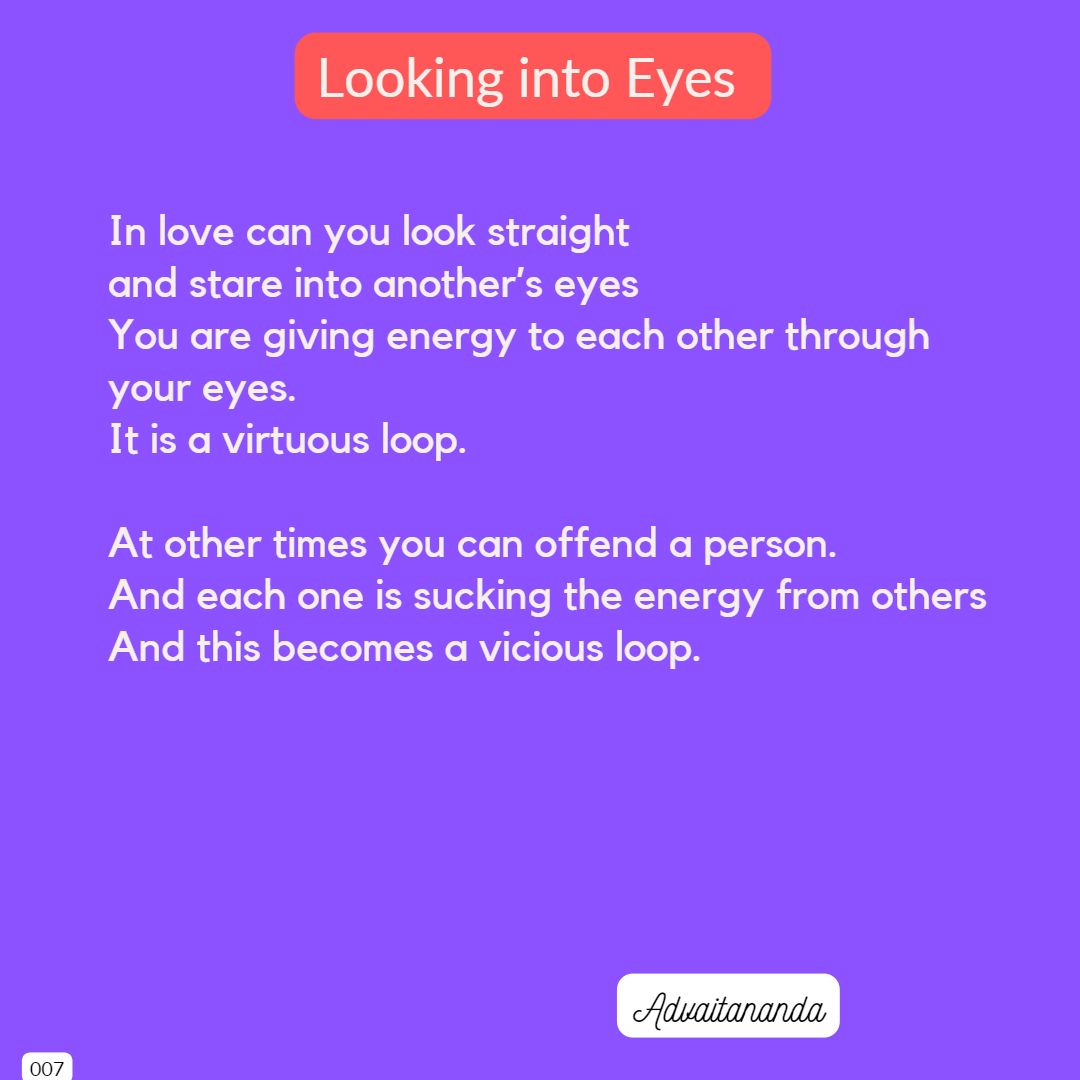 Looking into Eyes
In love can you look straight
and stare into another’s eyes
You are giving energy to each other through
your eyes.
It is a virtuous loop.
At other times you can offend a person.
And each one is sucking the energy from others
And this becomes a vicious loop.
Advaitananda
007